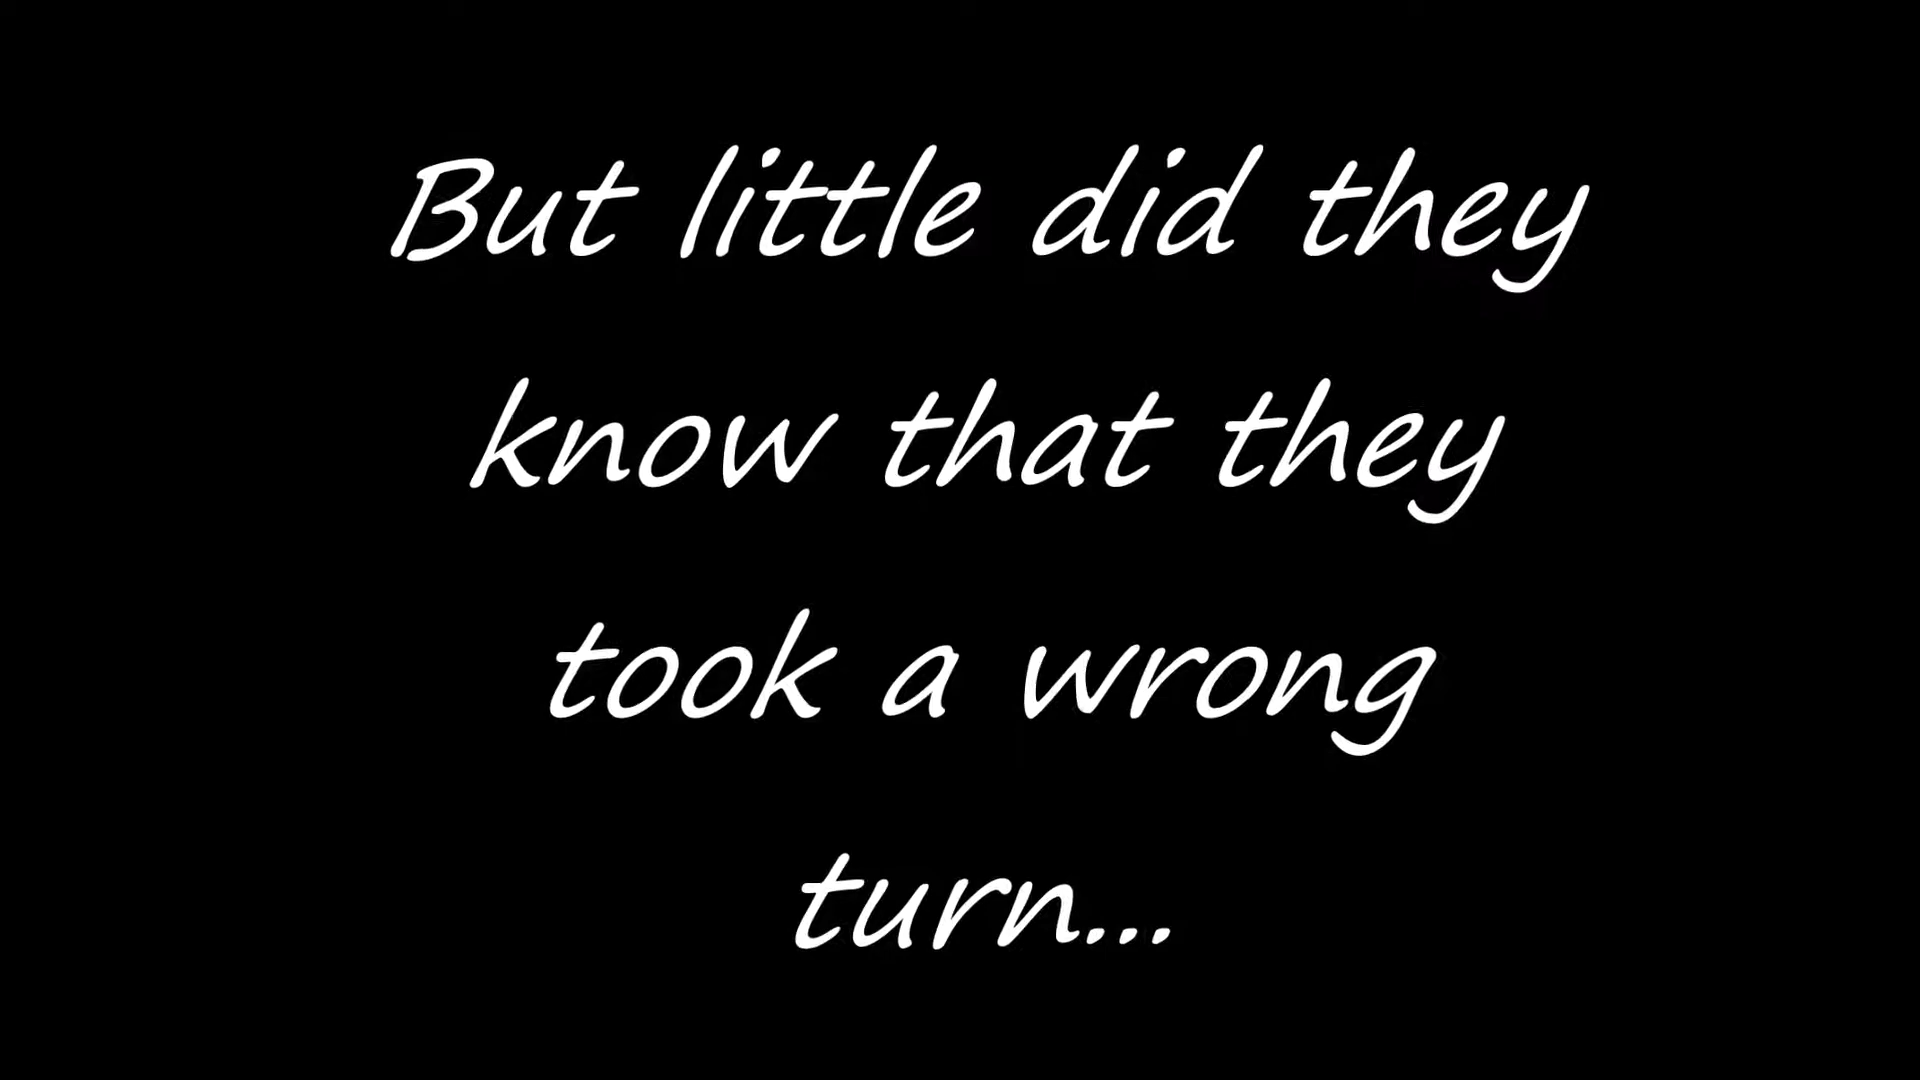 But little did they
know that they
took a wrong
turn...